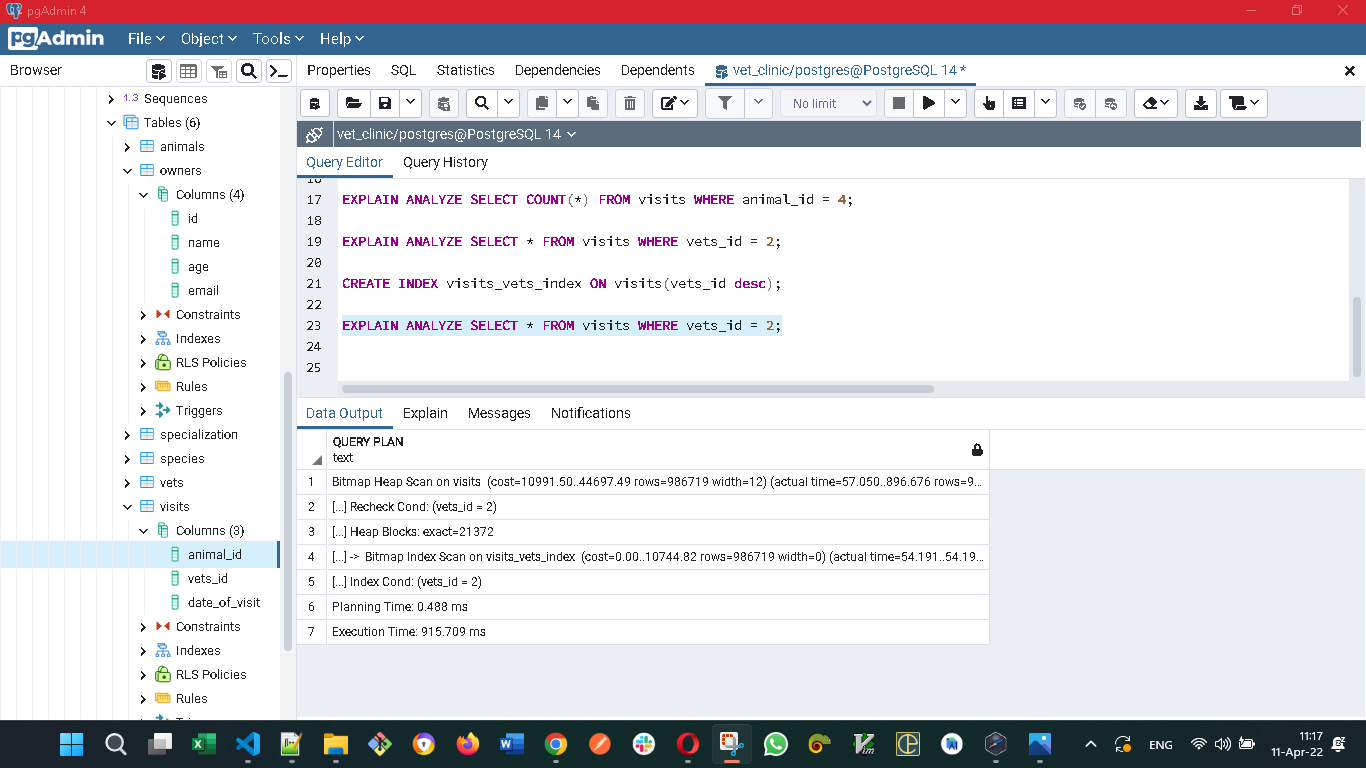 pgAdmin 4
pgAdmin File Object Tools Help
Browser
Properties SQL Statistics Dependencies Dependents vet_clinic/postgres@PostgreSQL 14 *
No limit
vet_clinic/postgres@PostgreSQL 14
Query Editor Query History
1.3 Sequences
Tables (6)
animals
owners
Columns (4)
id
name
age
email
Constraints
Indexes
RLS Policies
Rules
Triggers
specialization
species
vets
visits
Columns (3)
animal_id
vets_id
date_of_visit
Constraints
Indexes
RLS Policies
Rules
16
17 EXPLAIN ANALYZE SELECT COUNT(*) FROM visits WHERE animal_id = 4;
18
19 EXPLAIN ANALYZE SELECT * FROM visits WHERE vets_id = 2;
20
21 CREATE INDEX visits_vets_index ON visits(vets_id desc);
22
23 EXPLAIN ANALYZE SELECT * FROM visits WHERE vets_id = 2;
24
25
Data Output Explain Messages Notifications
QUERY PLAN
text
1 Bitmap Heap Scan on visits (cost=10991.50..44697.49 rows=986719 width=12) (actual time=57.050..896.676 rows=9...
2 [...] Recheck Cond: (vets_id = 2)
3 [...] Heap Blocks: exact=21372
4 [...] -> Bitmap Index Scan on visits_vets_index (cost=0.00..10744.82 rows=986719 width=0) (actual time=54.191..54.19...
5 [...] Index Cond: (vets_id = 2)
6 Planning Time: 0.488 ms
7 Execution Time: 915.709 ms
ENG
11:17
11-Apr-22